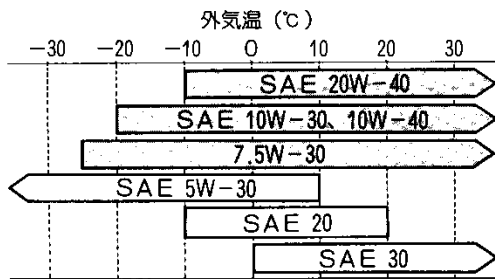 外気温（℃）
－30 －20 －10 0 10 20 30
SAE 20W－40
SAE 10W－30、10W－40
7.5W－30
SAE 5W－30
SAE 20
SAE 30